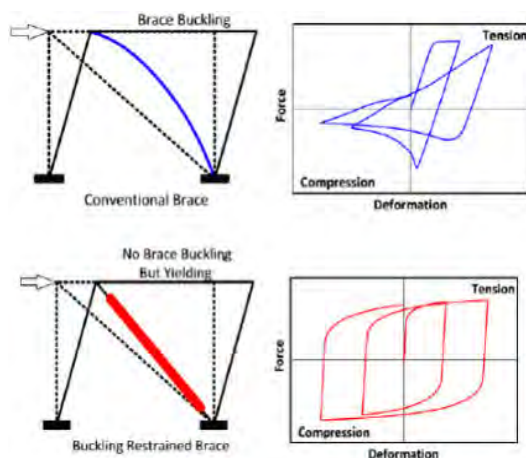 Brace Buckling
Conventional Brace
Force
Tension
Compression
Deformation
No Brace Buckling
But Yielding
Buckling Restrained Brace
Force
Tension
Compression
Deformation